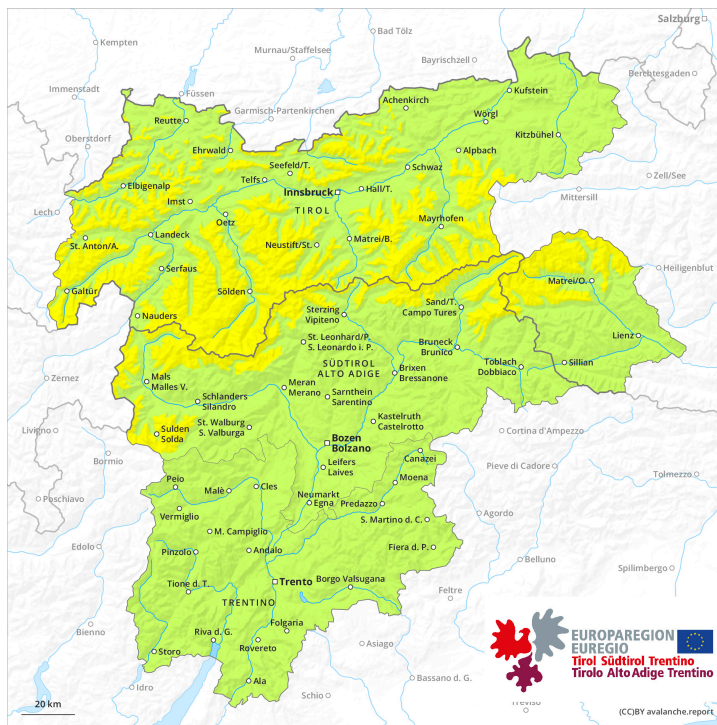 Salzburg
Kempten
Bad Tölz
Murnau/Staffelsee
Bayrischzell
Berchtesgaden
Immenstadt
Füssen
Garmisch-Partenkirchen
Achenkirch
Kufstein
Reutte
Wörgl
Oberstdorf
Ehrwald
Kitzbühel
Seefeld/T.
Alpbach
Schwaz
Zell/See
Elbigenalp
Telfs
Innsbruck
Hall/T.
Mittersill
Lech
Imst
TIROL
Oetz
Mayrhofen
St. Anton/A.
Landeck
Neustift/St.
Matrei/B.
Heiligenblut
Serfaus
Matrei/O.
Galtür
Sölden
Nauders
Sand/T.
Campo Tures
Sterzing
Vipiteno
Lienz
St. Leonhard/P.
S. Leonardo i. P.
Bruneck
Brunico
Toblach
Dobbiaco
Sillian
SÜDTIROL
ALTO ADIGE
Brixen
Bressanone
Zernez
Mals
Malles V.
Meran
Merano
Schlanders
Silandro
Sarnthein
Sarentino
St. Walburg
S. Valburga
Kastelruth
Castelrotto
Livigno
Sulden
Solda
Bozen
Bolzano
Cortina d'Ampezzo
Bormio
Leifers
Laives
Canazei
Pieve di Cadore
Poschiavo
Peio
Malè
Cles
Moena
Tolmezzo
Neumarkt
Egna
Predazzo
Vermiglio
Agordo
M. Campiglio
S. Martino d. C.
Edolo
Pinzolo
Andalo
Fiera d. P.
Belluno
Spilimbergo
Tione d. T.
Trento
Borgo Valsugana
Feltre
TRENTINO
Bienno
Riva d. G.
Folgaria
Rovereto
Asiago
Storo
Idro
Ala
Schio
Bassano d. G.
Treviso
EUROPAREGION
EUREGIO
Tirol Südtirol Trentino
Tirolo Alto Adige Trentino
20 km
(CC)BY avalanche.report